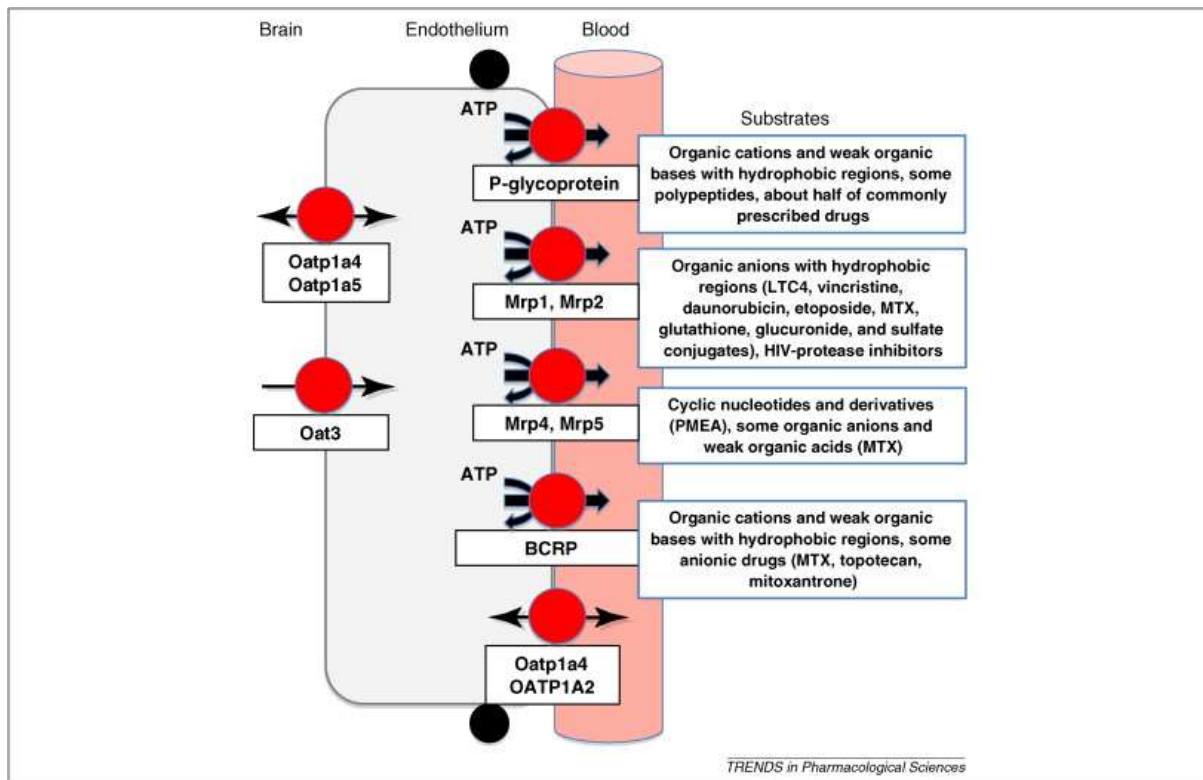 Brain
Endothelium
Blood
Substrates
ATP
P-glycoprotein
Organic cations and weak organic
bases with hydrophobic regions, some
polypeptides, about half of commonly
prescribed drugs
Oatp1a4
Oatp1a5
ATP
Mrp1, Mrp2
Organic anions with hydrophobic
regions (LTC4, vincristine,
daunorubicin, etoposide, MTX,
glutathione, glucuronide, and sulfate
conjugates), HIV-protease inhibitors
ATP
Mrp4, Mrp5
Cyclic nucleotides and derivatives
(PMEA), some organic anions and
weak organic acids (MTX)
Oat3
ATP
BCRP
Organic cations and weak organic
bases with hydrophobic regions, some
anionic drugs (MTX, topotecan,
mitoxantrone)
Oatp1a4
OATP1A2
TRENDS in Pharmacological Sciences